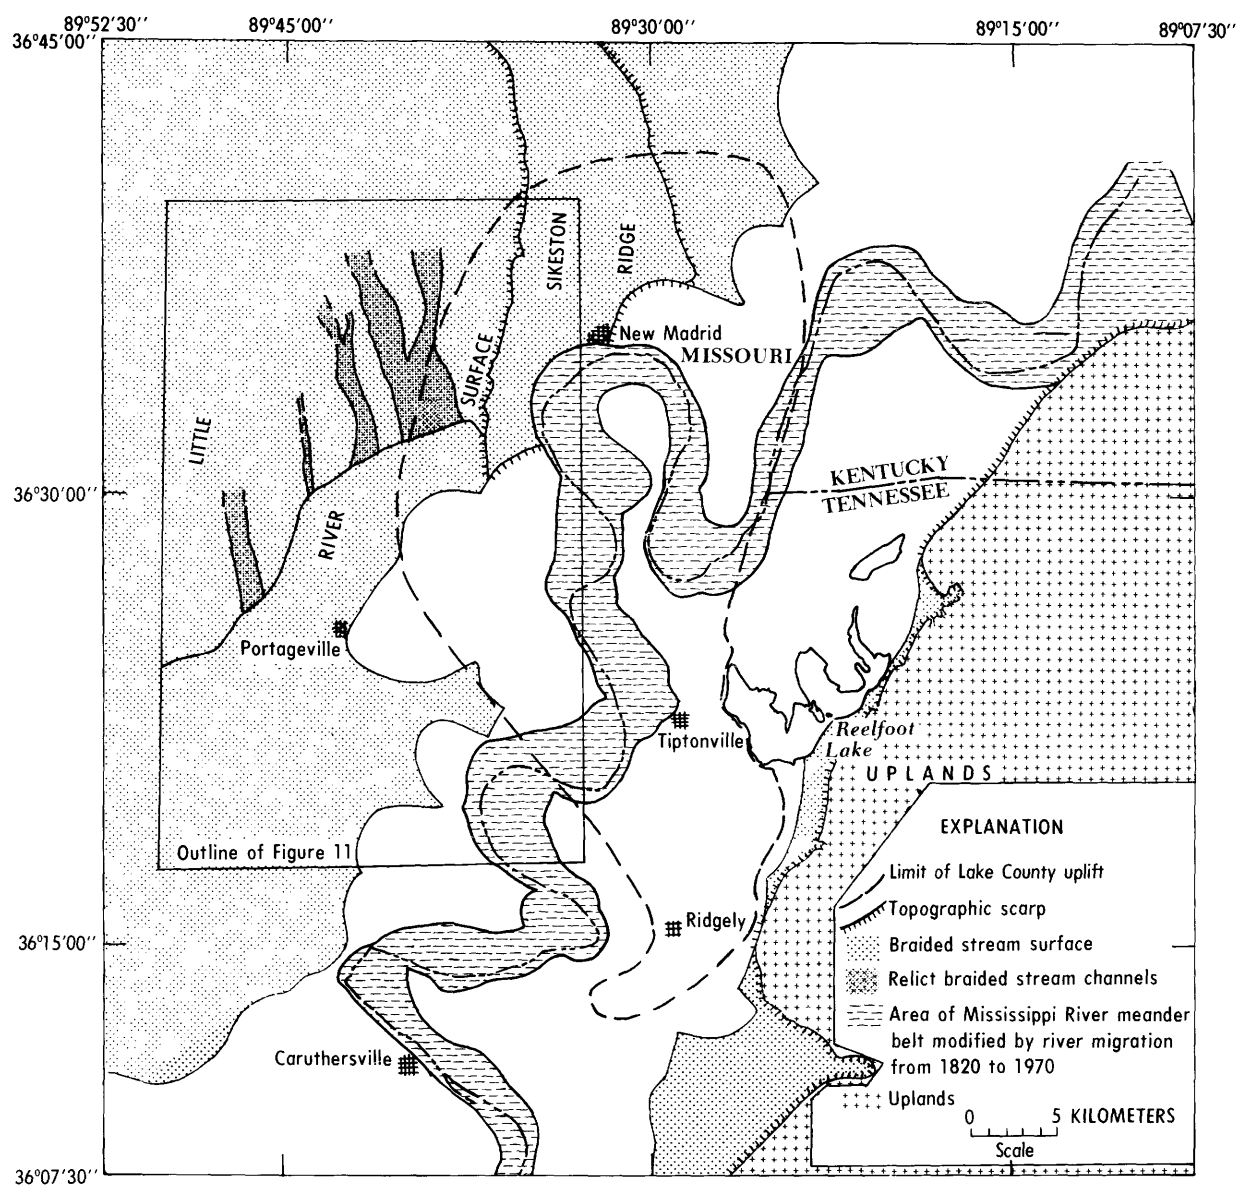 89°52'30''
89°45'00''
89°30'00''
89°15'00''
89°07'30''
36°45'00''
SIKESTON
RIDGE
New Madrid
MISSOURI
SURFACE
LITTLE
KENTUCKY
36°30'00''
TENNESSEE
RIVER
Portageville
Reelfoot
Tiptonville
Lake
UPLANDS
EXPLANATION
Outline of Figure 11
Limit of Lake County uplift
Topographic scarp
Ridgely
36°15'00''
Braided stream surface
Relict braided stream channels
Area of Mississippi River meander
belt modified by river migration
from 1820 to 1970
Caruthersville
Uplands
0 5 KILOMETERS
Scale
36°07'30''